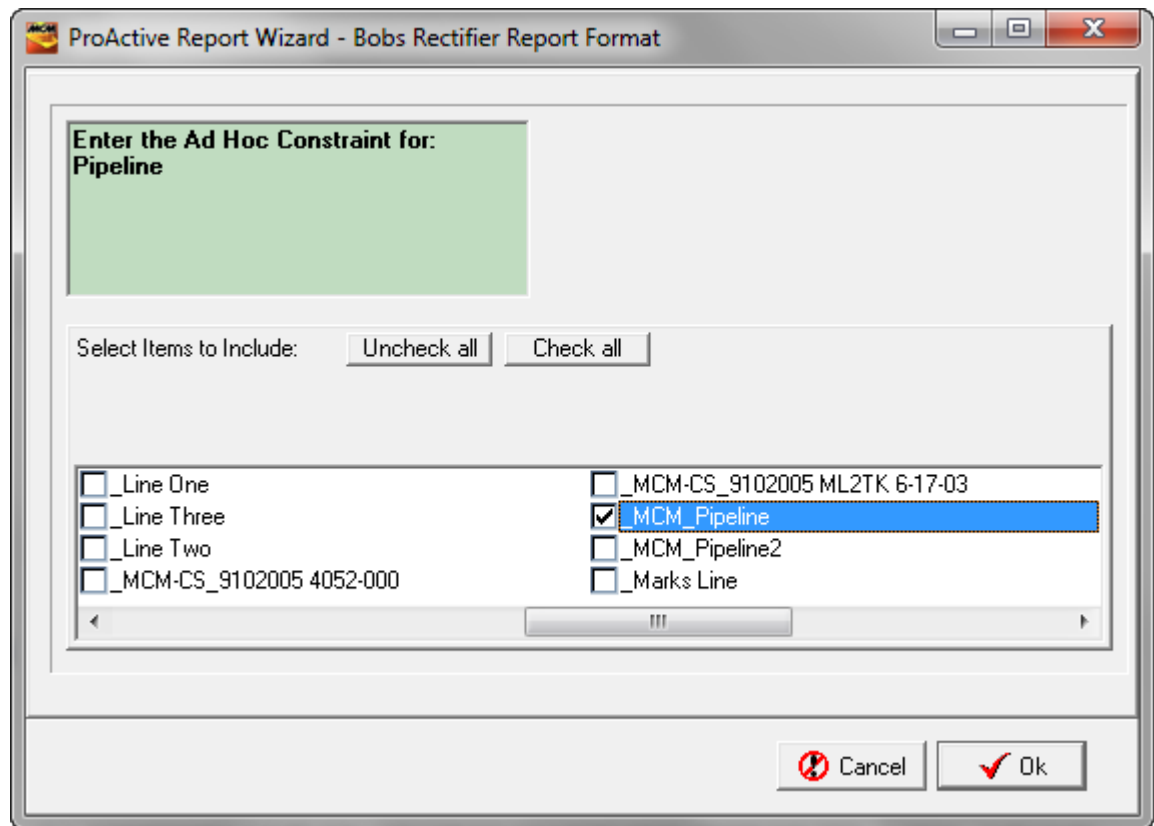 MCM
ProActive Report Wizard - Bobs Rectifier Report Format
Enter the Ad Hoc Constraint for:
Pipeline
Select Items to Include:
Uncheck all
Check all
_Line One
_Line Three
_Line Two
_MCM-CS_9102005 4052-000
_MCM-CS_9102005 ML2TK 6-17-03
_MCM_Pipeline
_MCM_Pipeline2
_Marks Line
Cancel
Ok